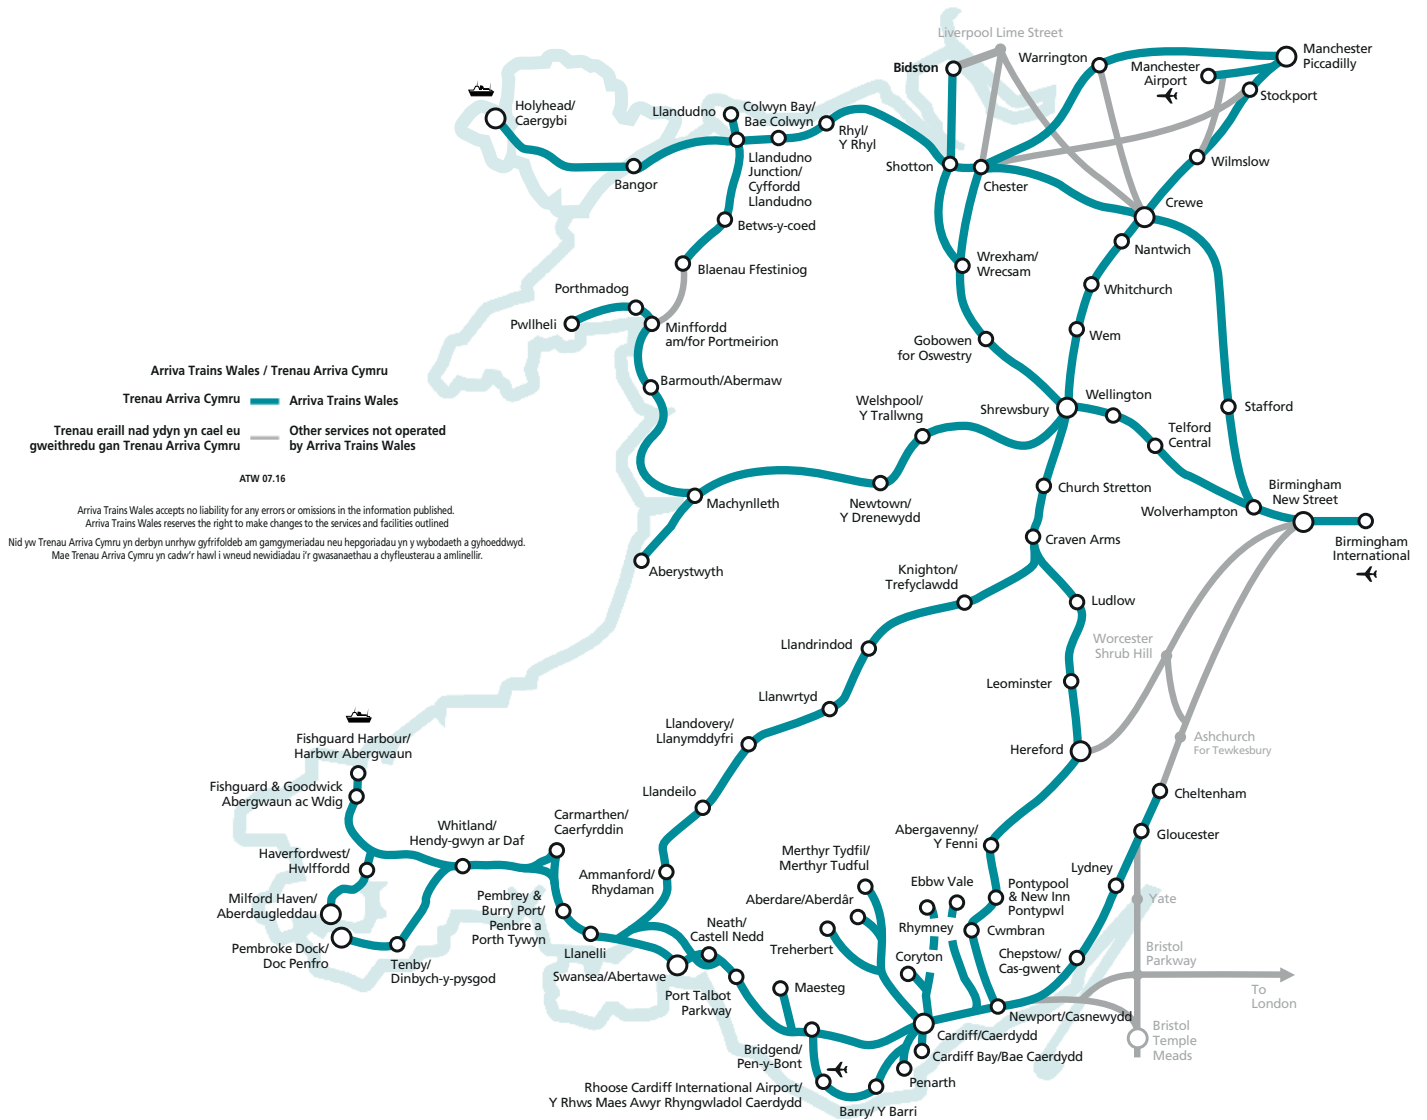 Liverpool Lime Street
Bidston
Warrington
Manchester
Airport
Manchester
Piccadilly
Stockport
Holyhead/
Caergybi
Llandudno
Colwyn Bay/
Bae Colwyn
Rhyl/
Y Rhyl
Bangor
Llandudno
Junction/
Cyffordd
Llandudno
Shotton
Chester
Wilmslow
Crewe
Betws-y-coed
Nantwich
Blaenau Ffestiniog
Wrexham/
Wrecsam
Whitchurch
Porthmadog
Pwllheli
Minffordd
am/for Portmeirion
Gobowen
for Oswestry
Wem
Arriva Trains Wales / Trenau Arriva Cymru
Trenau Arriva Cymru
Arriva Trains Wales
Trenau eraill nad ydyn yn cael eu
gweithredu gan Trenau Arriva Cymru
Other services not operated
by Arriva Trains Wales
ATW 07.16
Arriva Trains Wales accepts no liability for any errors or omissions in the information published.
Arriva Trains Wales reserves the right to make changes to the services and facilities outlined
Nid yw Trenau Arriva Cymru yn derbyn unrhyw gyfrifoldeb am gamgymeriadau neu hepgoriadau yn y wybodaeth a gyhoeddwyd.
Mae Trenau Arriva Cymru yn cadw'r hawl i wneud newidiadau i'r gwasanaethau a chyfleusterau a amlinellir.
Barmouth/Abermaw
Welshpool/
Y Trallwng
Shrewsbury
Wellington
Telford
Central
Stafford
Machynlleth
Newtown/
Y Drenewydd
Church Stretton
Wolverhampton
Birmingham
New Street
Birmingham
International
Craven Arms
Aberystwyth
Knighton/
Trefyclawdd
Ludlow
Llandrindod
Worcester
Shrub Hill
Leominster
Llanwrtyd
Llandovery/
Llanymddyfri
Hereford
Ashchurch
For Tewkesbury
Fishguard Harbour/
Harbwr Abergwaun
Fishguard & Goodwick
Abergwaun ac Wdig
Llandeilo
Cheltenham
Whitland/
Hendy-gwyn ar Daf
Carmarthen/
Caerfyrddin
Abergavenny/
Y Fenni
Gloucester
Haverfordwest/
Hwlffordd
Merthyr Tydfil/
Merthyr Tudful
Ammanford/
Rhydaman
Lydney
Milford Haven/
Aberdaugleddau
Aberdare/Aberdâr
Ebbw Vale
Pontypool
& New Inn
Pontypwl
Yate
Pembrey &
Burry Port/
Penbre a
Porth Tywyn
Rhymney
Cwmbran
Pembroke Dock/
Doc Penfro
Tenby/
Dinbych-y-pysgod
Llanelli
Neath/
Castell Nedd
Treherbert
Coryton
Chepstow/
Cas-gwent
Bristol
Parkway
Swansea/Abertawe
Port Talbot
Parkway
Maesteg
To
London
Newport/Casnewydd
Bristol
Temple
Meads
Cardiff/Caerdydd
Bridgend/
Pen-y-Bont
Cardiff Bay/Bae Caerdydd
Penarth
Rhoose Cardiff International Airport/
Y Rhws Maes Awyr Rhyngwladol Caerdydd
Barry/ Y Barri